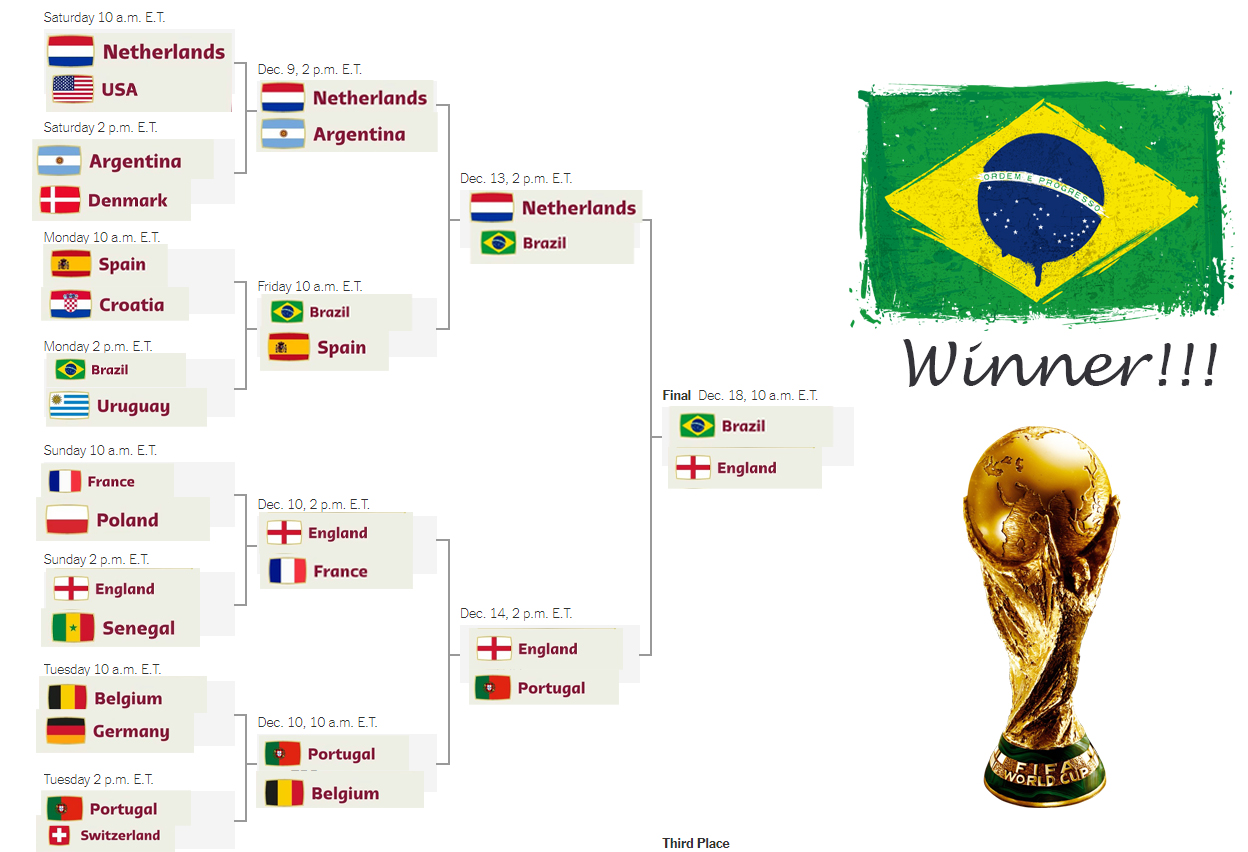 Saturday 10 a.m. E.T.
Netherlands
USA
Saturday 2 p.m. E.T.
Argentina
Denmark
Monday 10 a.m. E.T.
Spain
Croatia
Monday 2 p.m. E.T.
Brazil
Uruguay
Sunday 10 a.m. E.T.
France
Poland
Sunday 2 p.m. E.T.
England
Senegal
Tuesday 10 a.m. E.T.
Belgium
Germany
Tuesday 2 p.m. E.T.
Portugal
Switzerland
Dec. 9, 2 p.m. E.T.
Netherlands
Argentina
Friday 10 a.m. E.T.
Brazil
Spain
Dec. 10, 2 p.m. E.T.
England
France
Dec. 10, 10 a.m. E.T.
Portugal
Belgium
Dec. 13, 2 p.m. E.T.
Netherlands
Brazil
Dec. 14, 2 p.m. E.T.
England
Portugal
Final Dec. 18, 10 a.m. E.T.
Brazil
England
Third Place
ORDEM E PROGRESSO
Winner!!!
FIFA
WORLD CUP